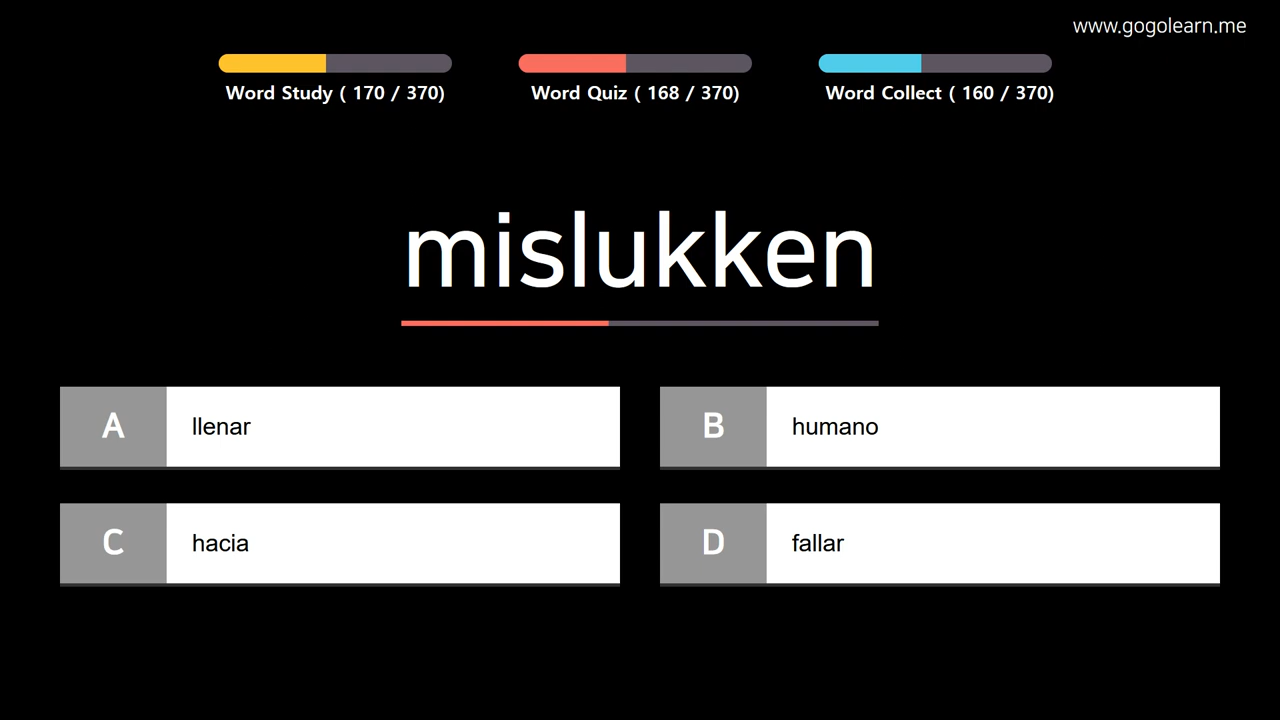 www.gogolearn.me
Word Study ( 170 / 370)
Word Quiz ( 168 / 370)
Word Collect ( 160 / 370)
mislukken
A llenar
B humano
C hacia
D fallar